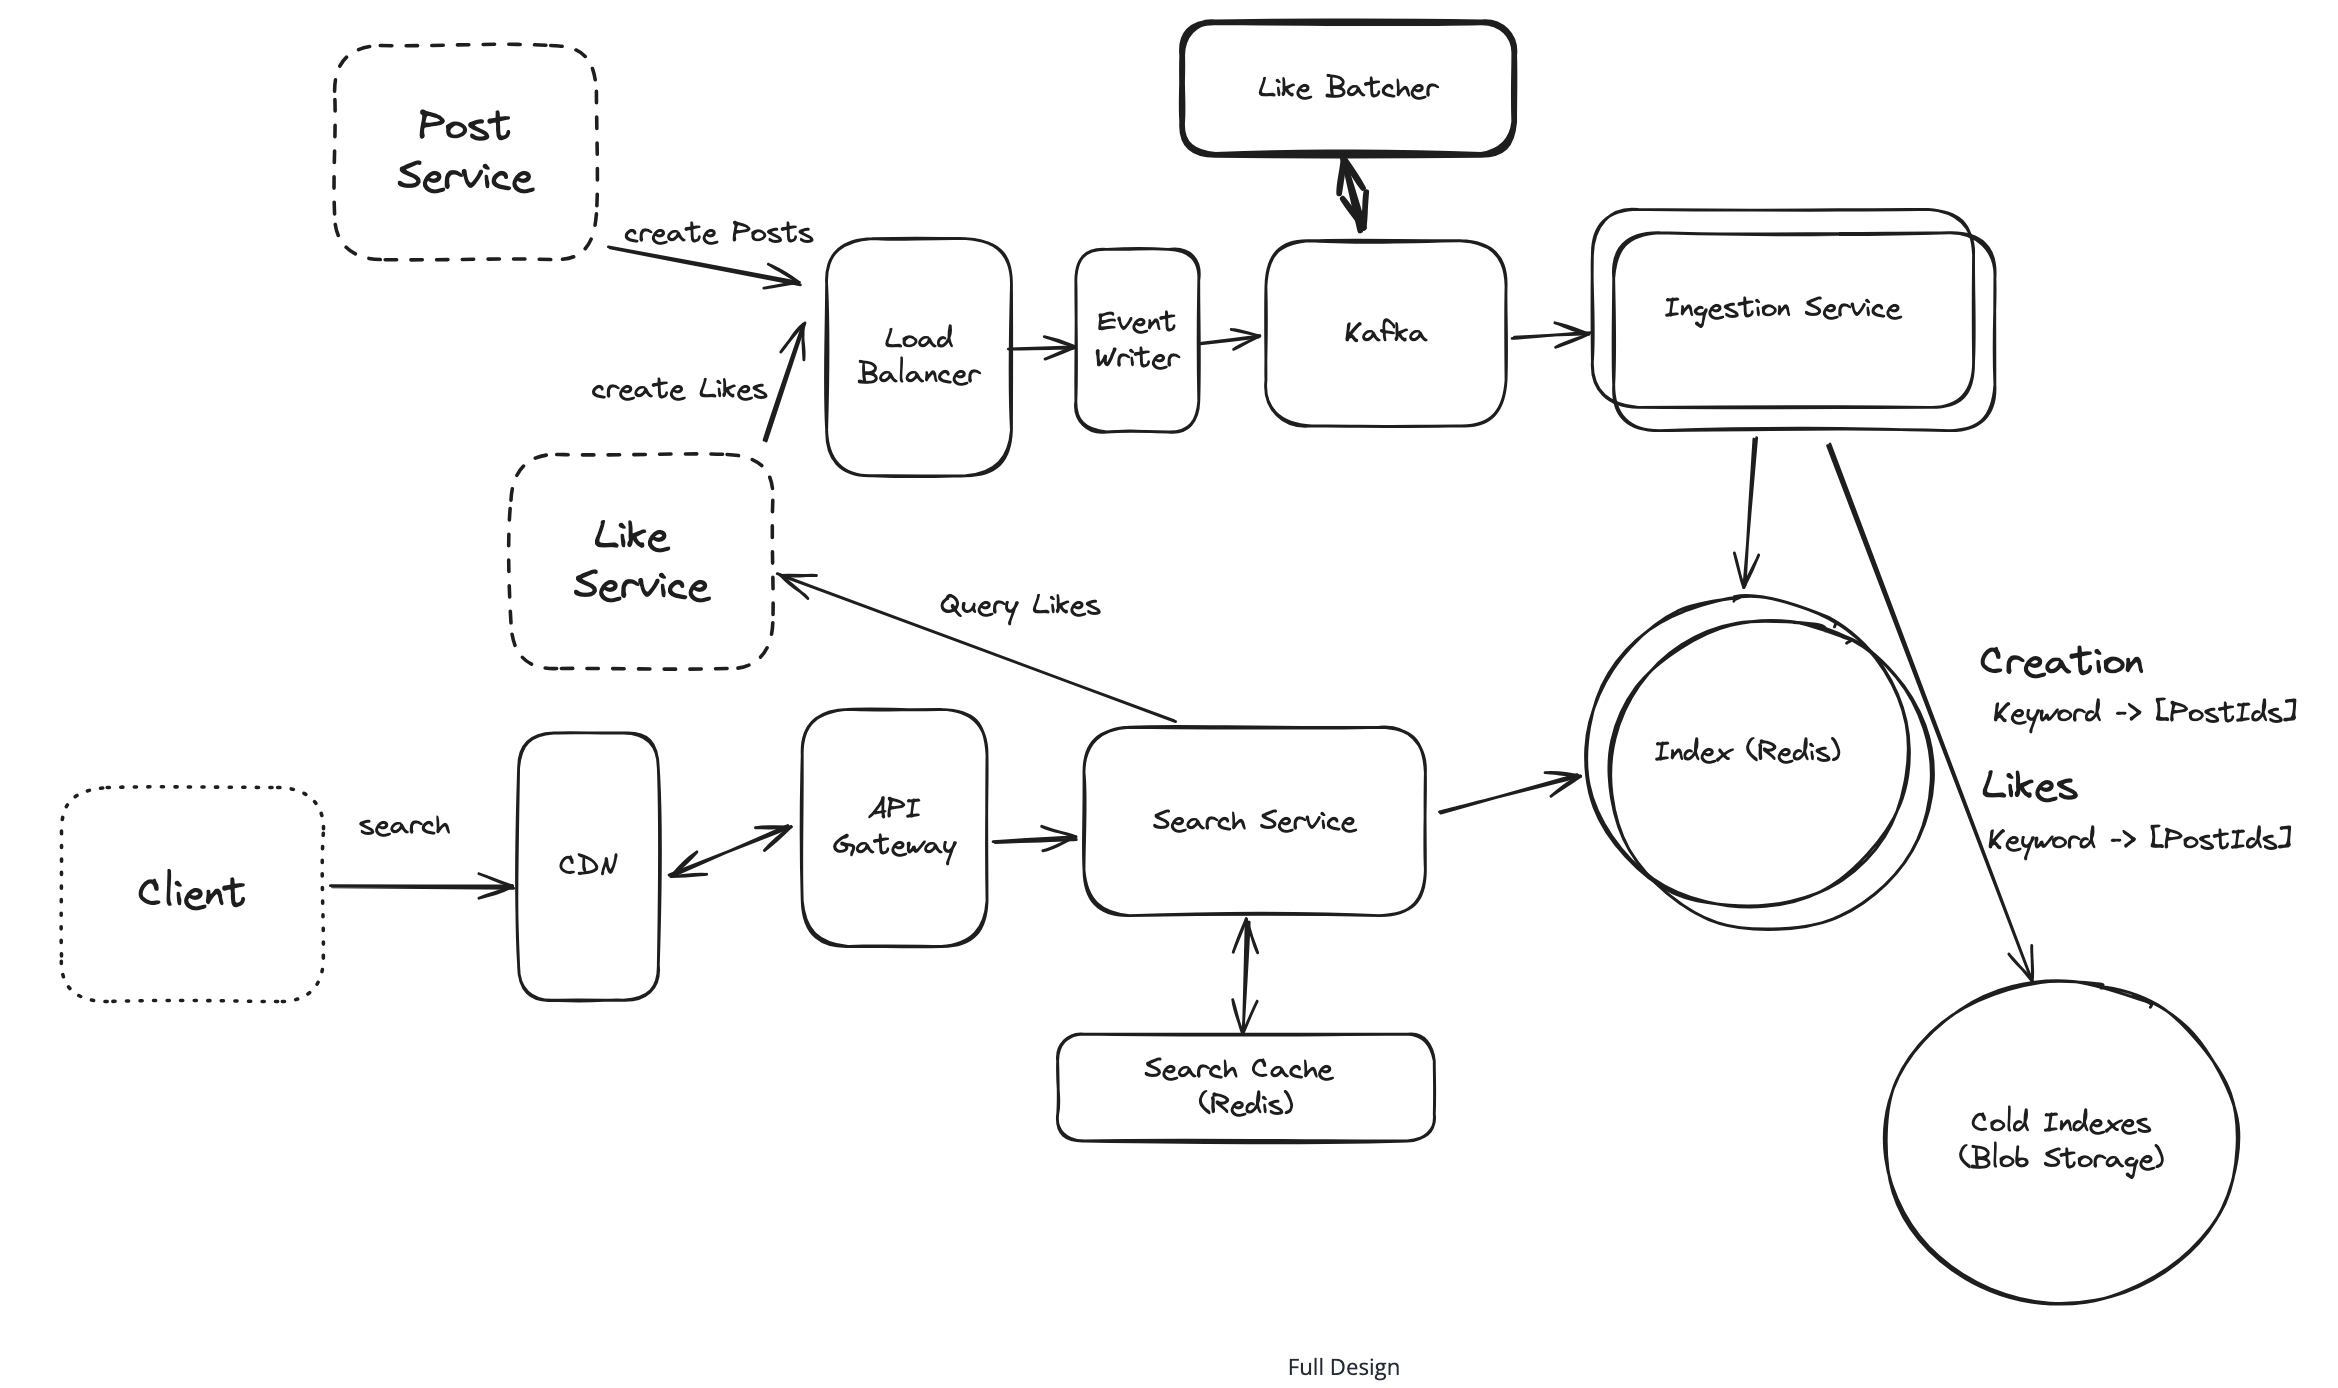 Like Batcher
Post
Service
create Posts
Load
Balancer
Event
Writer
Kafka
Ingestion Service
create Likes
Like
Service
Query Likes
Creation
Keyword -> [PostIds]
Likes
Keyword -> [PostIds]
Index (Redis)
Client
search
CDN
API
Gateway
Search Service
Search Cache
(Redis)
Cold Indexes
(Blob Storage)
Full Design